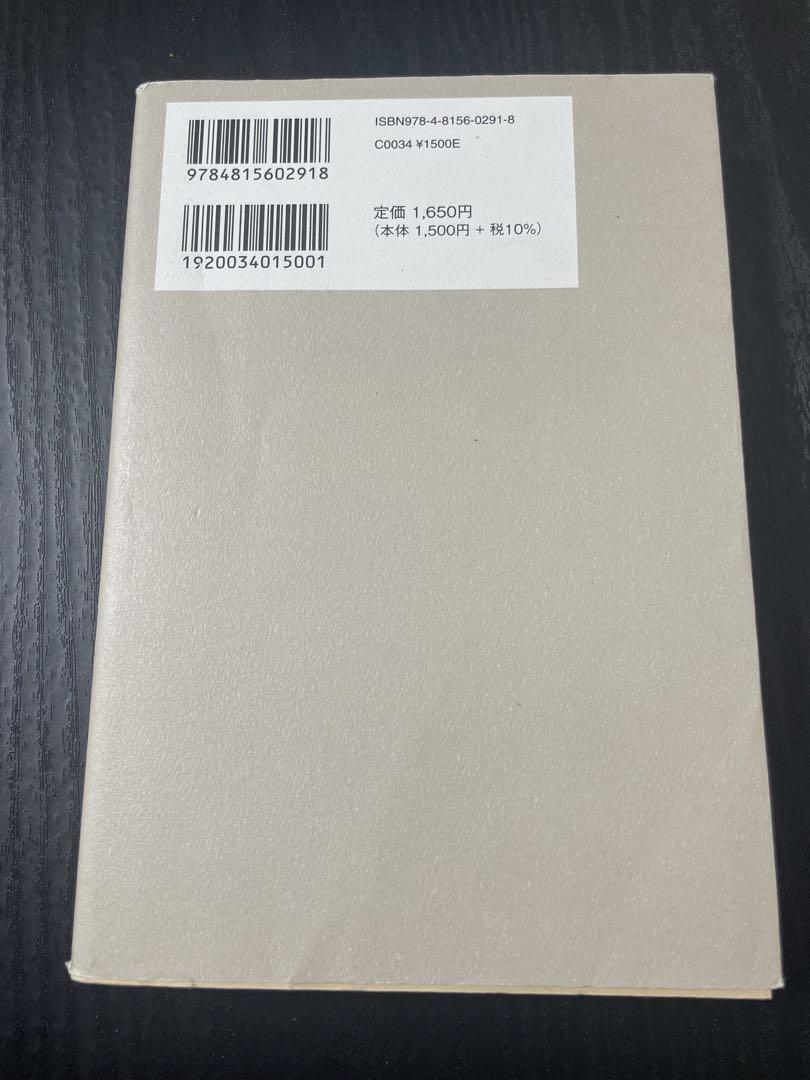 ISBN978-4-8156-0291-8
C0034 ¥1500E
9784815602918
定価 1,650円
(本体 1,500円 + 税10%)
1920034015001